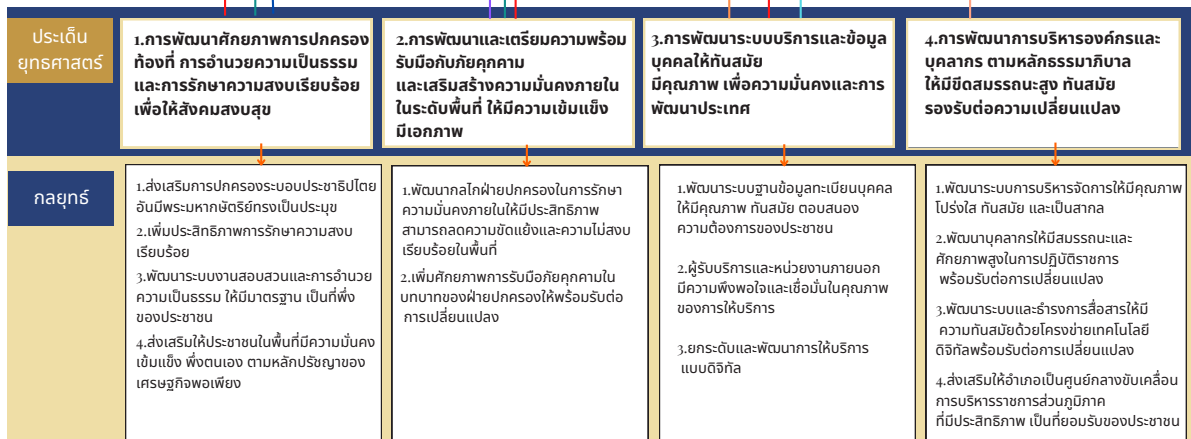 ประเด็น
ยุทธศาสตร์
1.การพัฒนาศักยภาพการปกครอง
ท้องที่ การอำนวยความเป็นธรรม
และการรักษาความสงบเรียบร้อย
เพื่อให้สังคมสงบสุข
2.การพัฒนาและเตรียมความพร้อม
รับมือกับภัยคุกคาม
และเสริมสร้างความมั่นคงภายใน
ในระดับพื้นที่ ให้มีความเข้มแข็ง
มีเอกภาพ
3.การพัฒนาระบบบริการและข้อมูล
บุคคลให้ทันสมัย
มีคุณภาพ เพื่อความมั่นคงและการ
พัฒนาประเทศ
4.การพัฒนาการบริหารองค์กรและ
บุคลากร ตามหลักธรรมาภิบาล
ให้มีขีดสมรรถนะสูง ทันสมัย
รองรับต่อความเปลี่ยนแปลง
กลยุทธ์
1.ส่งเสริมการปกครองระบอบประชาธิปไตย
อันมีพระมหากษัตริย์ทรงเป็นประมุข
2.เพิ่มประสิทธิภาพการรักษาความสงบ
เรียบร้อย
3.พัฒนาระบบงานสอบสวนและการอำนวย
ความเป็นธรรม ให้มีมาตรฐาน เป็นที่พึ่ง
ของประชาชน
4.ส่งเสริมให้ประชาชนในพื้นที่มีความมั่นคง
เข้มแข็ง พึ่งตนเอง ตามหลักปรัชญาของ
เศรษฐกิจพอเพียง
1.พัฒนากลไกฝ่ายปกครองในการรักษา
ความมั่นคงภายในให้มีประสิทธิภาพ
สามารถลดความขัดแย้งและความไม่สงบ
เรียบร้อยในพื้นที่
2.เพิ่มศักยภาพการรับมือภัยคุกคามใน
บทบาทของฝ่ายปกครองให้พร้อมรับต่อ
การเปลี่ยนแปลง
1.พัฒนาระบบฐานข้อมูลทะเบียนบุคคล
ให้มีคุณภาพ ทันสมัย ตอบสนอง
ความต้องการของประชาชน
2.ผู้รับบริการและหน่วยงานภายนอก
มีความพึงพอใจและเชื่อมั่นในคุณภาพ
ของการให้บริการ
3.ยกระดับและพัฒนาการให้บริการ
แบบดิจิทัล
1.พัฒนาระบบการบริหารจัดการให้มีคุณภาพ
โปร่งใส ทันสมัย และเป็นสากล
2.พัฒนาบุคลากรให้มีสมรรถนะและ
ศักยภาพสูงในการปฏิบัติราชการ
พร้อมรับต่อการเปลี่ยนแปลง
3.พัฒนาระบบและธำรงการสื่อสารให้มี
ความทันสมัยด้วยโครงข่ายเทคโนโลยี
ดิจิทัลพร้อมรับต่อการเปลี่ยนแปลง
4.ส่งเสริมให้อำเภอเป็นศูนย์กลางขับเคลื่อน
การบริหารราชการส่วนภูมิภาค
ที่มีประสิทธิภาพ เป็นที่ยอมรับของประชาชน